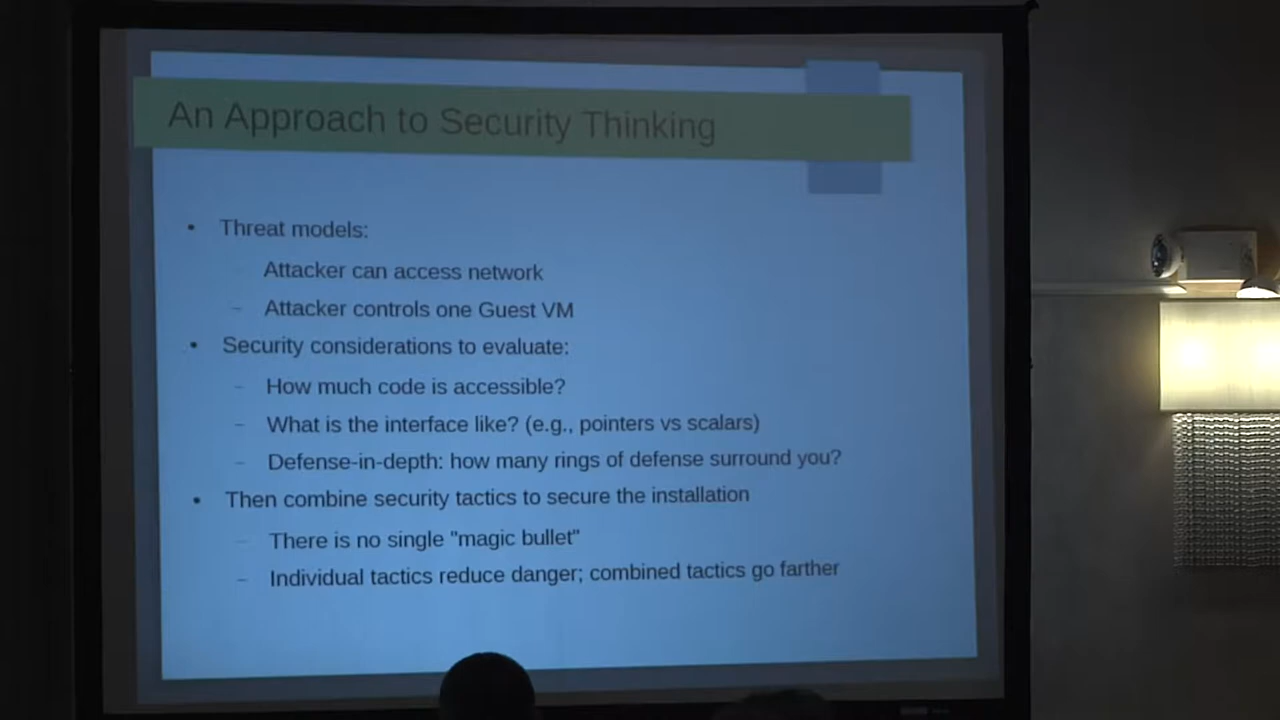 An Approach to Security Thinking
• Threat models:
– Attacker can access network
– Attacker controls one Guest VM
• Security considerations to evaluate:
– How much code is accessible?
– What is the interface like? (e.g., pointers vs scalars)
– Defense-in-depth: how many rings of defense surround you?
• Then combine security tactics to secure the installation
– There is no single "magic bullet"
– Individual tactics reduce danger; combined tactics go farther